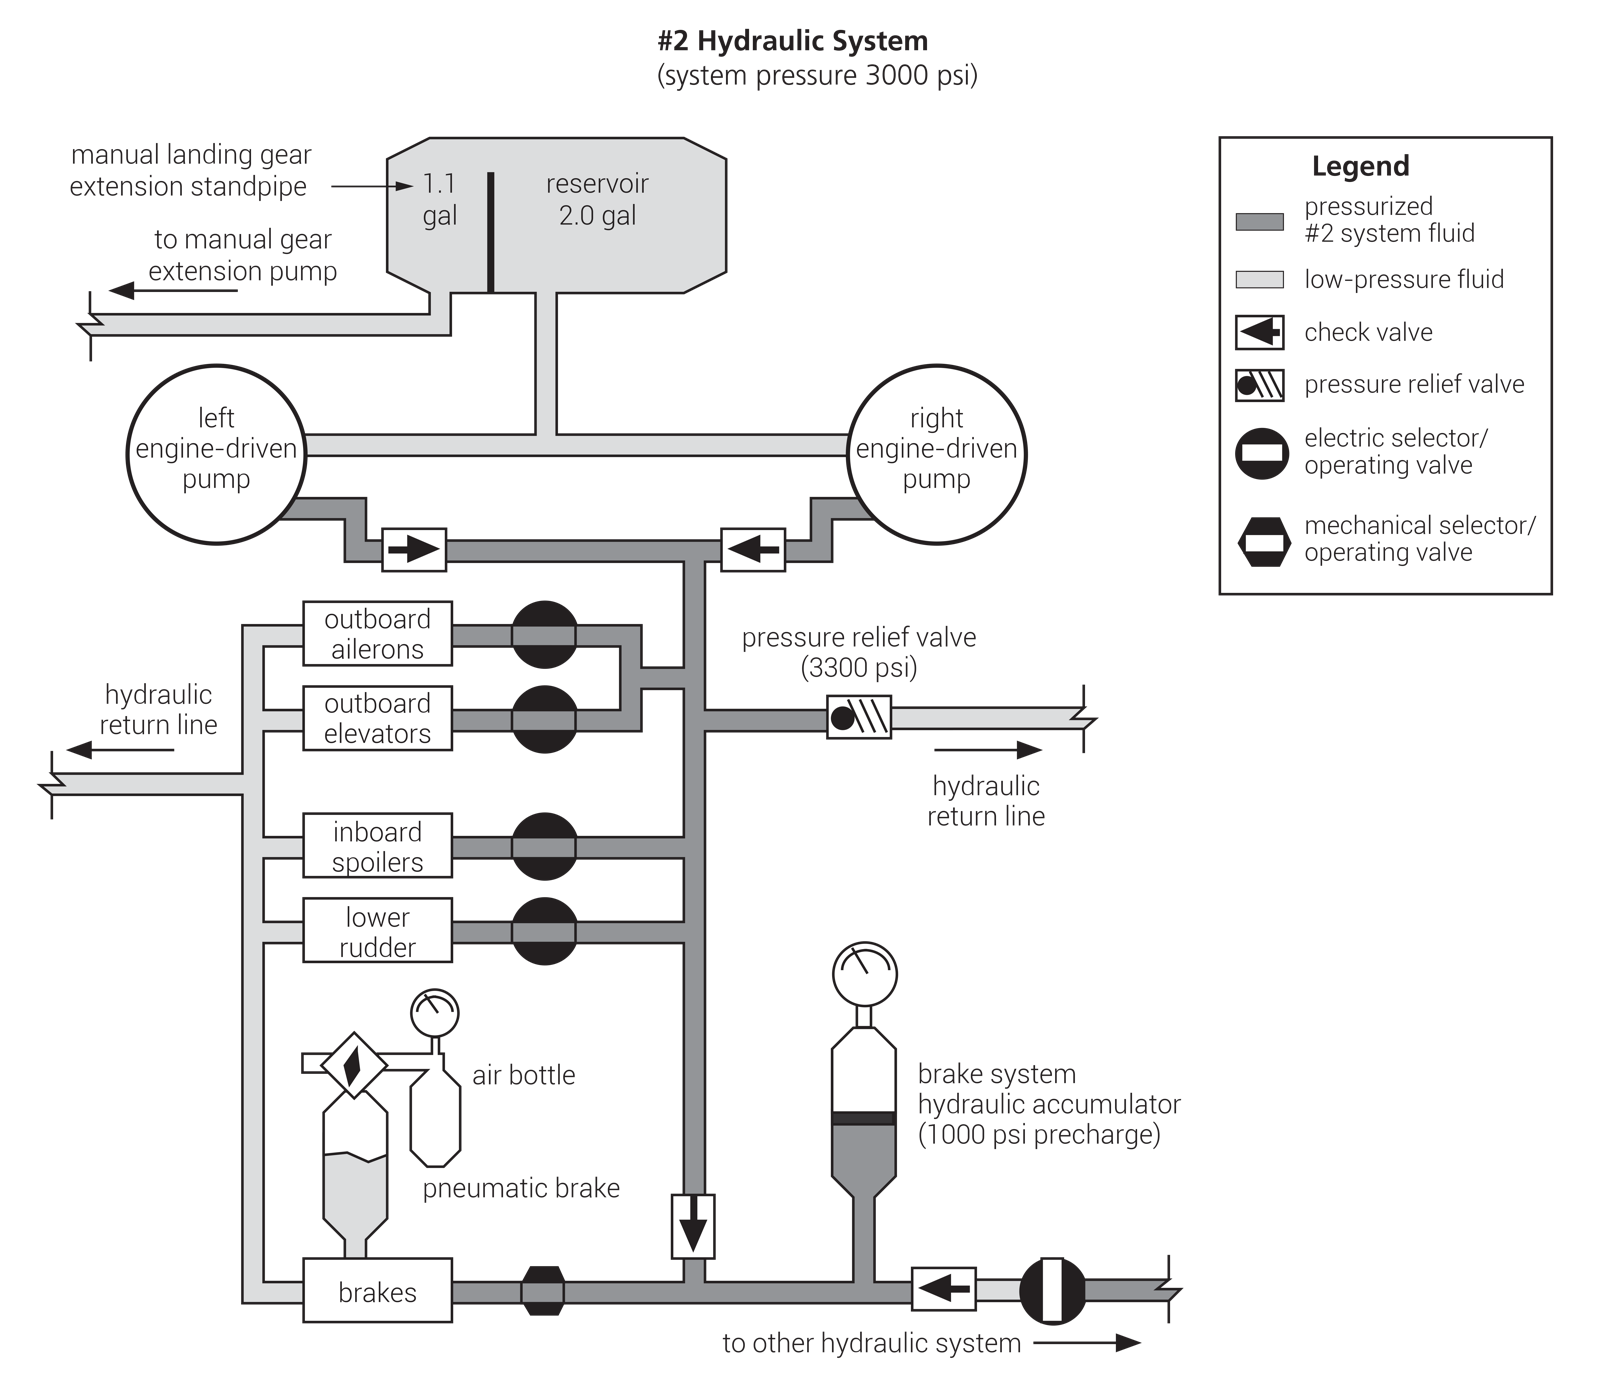 #2 Hydraulic System
(system pressure 3000 psi)
manual landing gear
extension standpipe
1.1
gal
reservoir
2.0 gal
to manual gear
extension pump
left
engine-driven
pump
right
engine-driven
pump
outboard
ailerons
outboard
elevators
hydraulic
return line
inboard
spoilers
lower
rudder
pressure relief valve
(3300 psi)
hydraulic
return line
air bottle
pneumatic brake
brakes
brake system
hydraulic accumulator
(1000 psi precharge)
to other hydraulic system
Legend
pressurized
#2 system fluid
low-pressure fluid
check valve
pressure relief valve
electric selector/
operating valve
mechanical selector/
operating valve